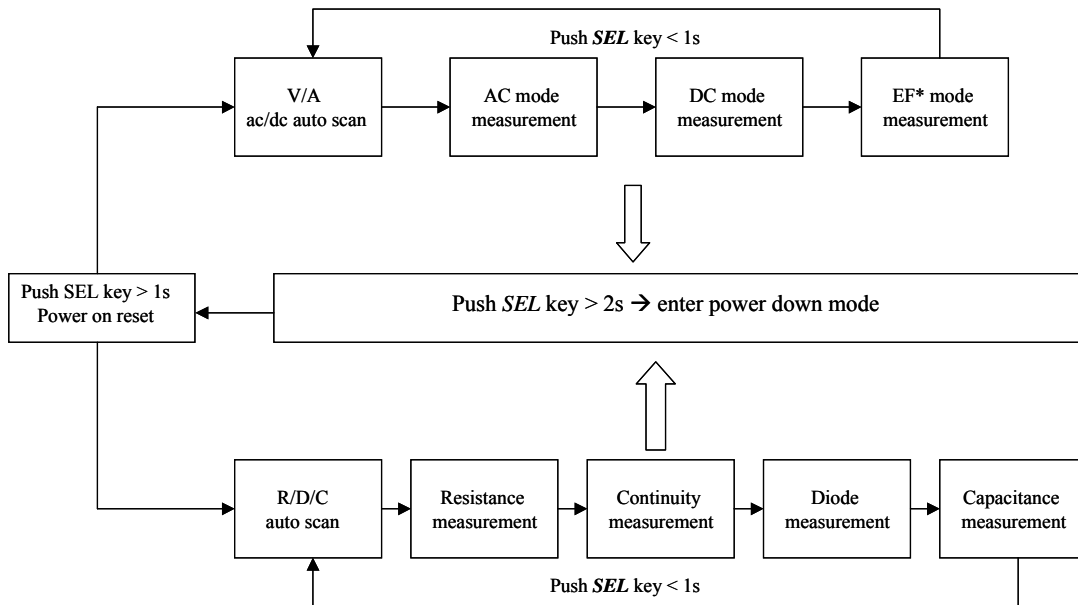 Push SEL key < 1s
V/A
ac/dc auto scan
AC mode
measurement
DC mode
measurement
EF* mode
measurement
Push SEL key > 1s
Power on reset
Push SEL key > 2s → enter power down mode
R/D/C
auto scan
Resistance
measurement
Continuity
measurement
Diode
measurement
Capacitance
measurement
Push SEL key < 1s